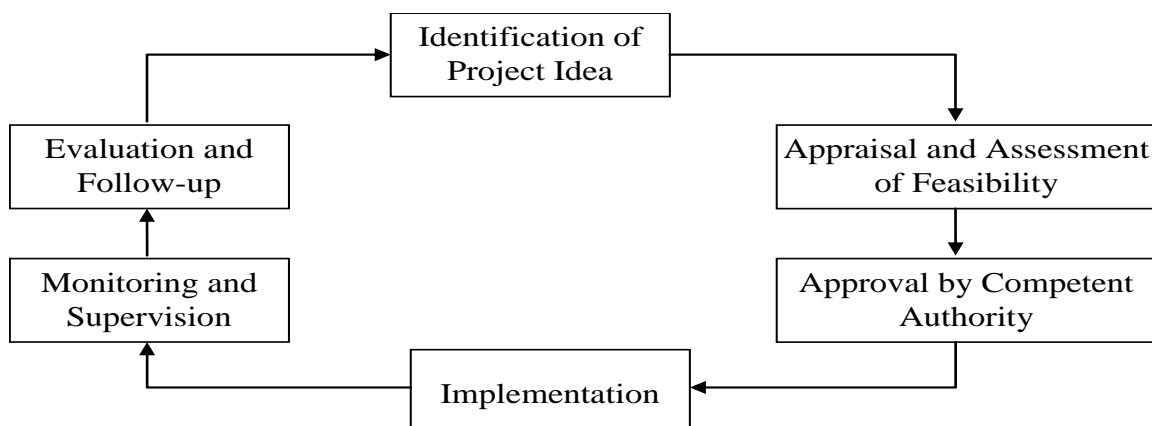 Identification of
Project Idea
Appraisal and Assessment
of Feasibility
Approval by Competent
Authority
Implementation
Monitoring and
Supervision
Evaluation and
Follow-up